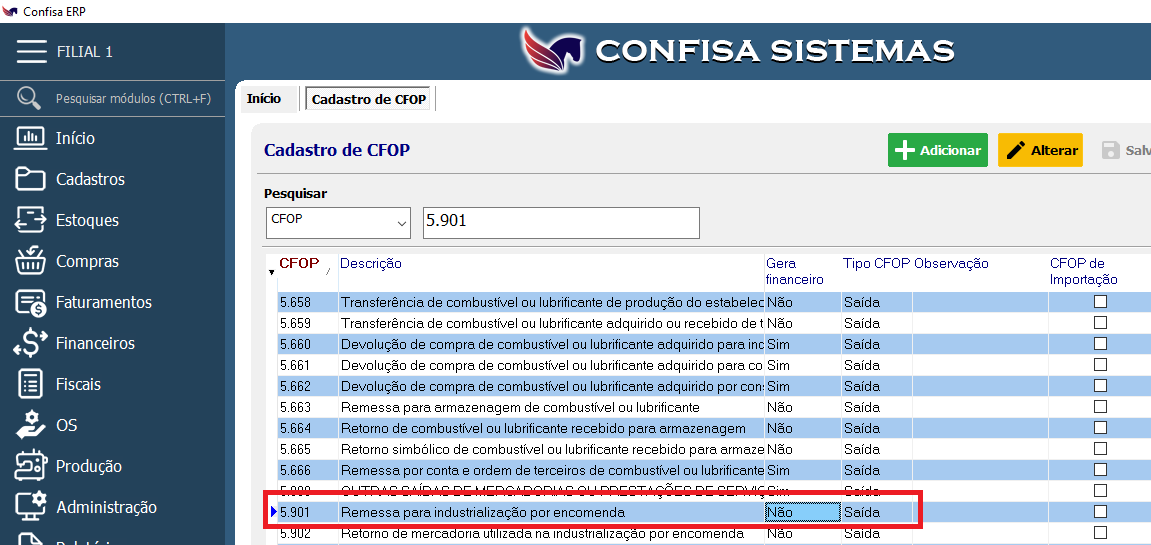 Confisa ERP
FILIAL 1
CONFISA SISTEMAS
Pesquisar módulos (CTRL+F)
Início
Cadastros
Estoques
Compras
Faturamentos
Financeiros
Fiscais
OS
Produção
Administração
Início
Cadastro de CFOP
Cadastro de CFOP
Adicionar
Alterar
Salv
Pesquisar
CFOP
5.901
CFOP / Descrição Gera financeiro Tipo CFOP Observação CFOP de Importação
5.658 Transferência de combustível ou lubrificante de produção do estabelec Não Saída
5.659 Transferência de combustível ou lubrificante adquirido ou recebido de t Não Saída
5.660 Devolução de compra de combustível ou lubrificante adquirido para ind Sim Saída
5.661 Devolução de compra de combustível ou lubrificante adquirido para co Sim Saída
5.662 Devolução de compra de combustível ou lubrificante adquirido por cons Sim Saída
5.663 Remessa para armazenagem de combustível ou lubrificante Não Saída
5.664 Retorno de combustível ou lubrificante recebido para armazenagem Não Saída
5.665 Retorno simbólico de combustível ou lubrificante recebido para armaze Não Saída
5.666 Remessa por conta e ordem de terceiros de combustível ou lubrificante Sim Saída
OUTRAS SAÍDAS DE MERCADORIAS OU PRESTAÇÕES DE SERVIÇ Sim Saída
5.901 Remessa para industrialização por encomenda Não Saída
5.902 Retorno de mercadoria utilizada na industrialização por encomenda Não Saída